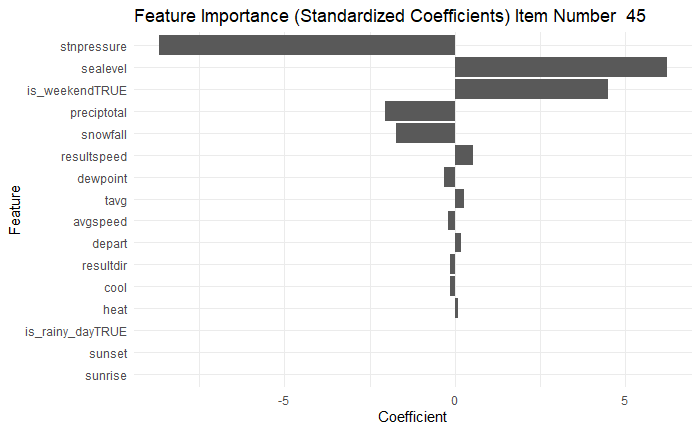 Feature Importance (Standardized Coefficients) Item Number  45
stnpressure
sealevel
is_weekendTRUE
preciptotal
snowfall
resultspeed
dewpoint
tavg
avgspeed
depart
resultdir
cool
heat
is_rainy_dayTRUE
sunset
sunrise
Feature
-5
0
5
Coefficient